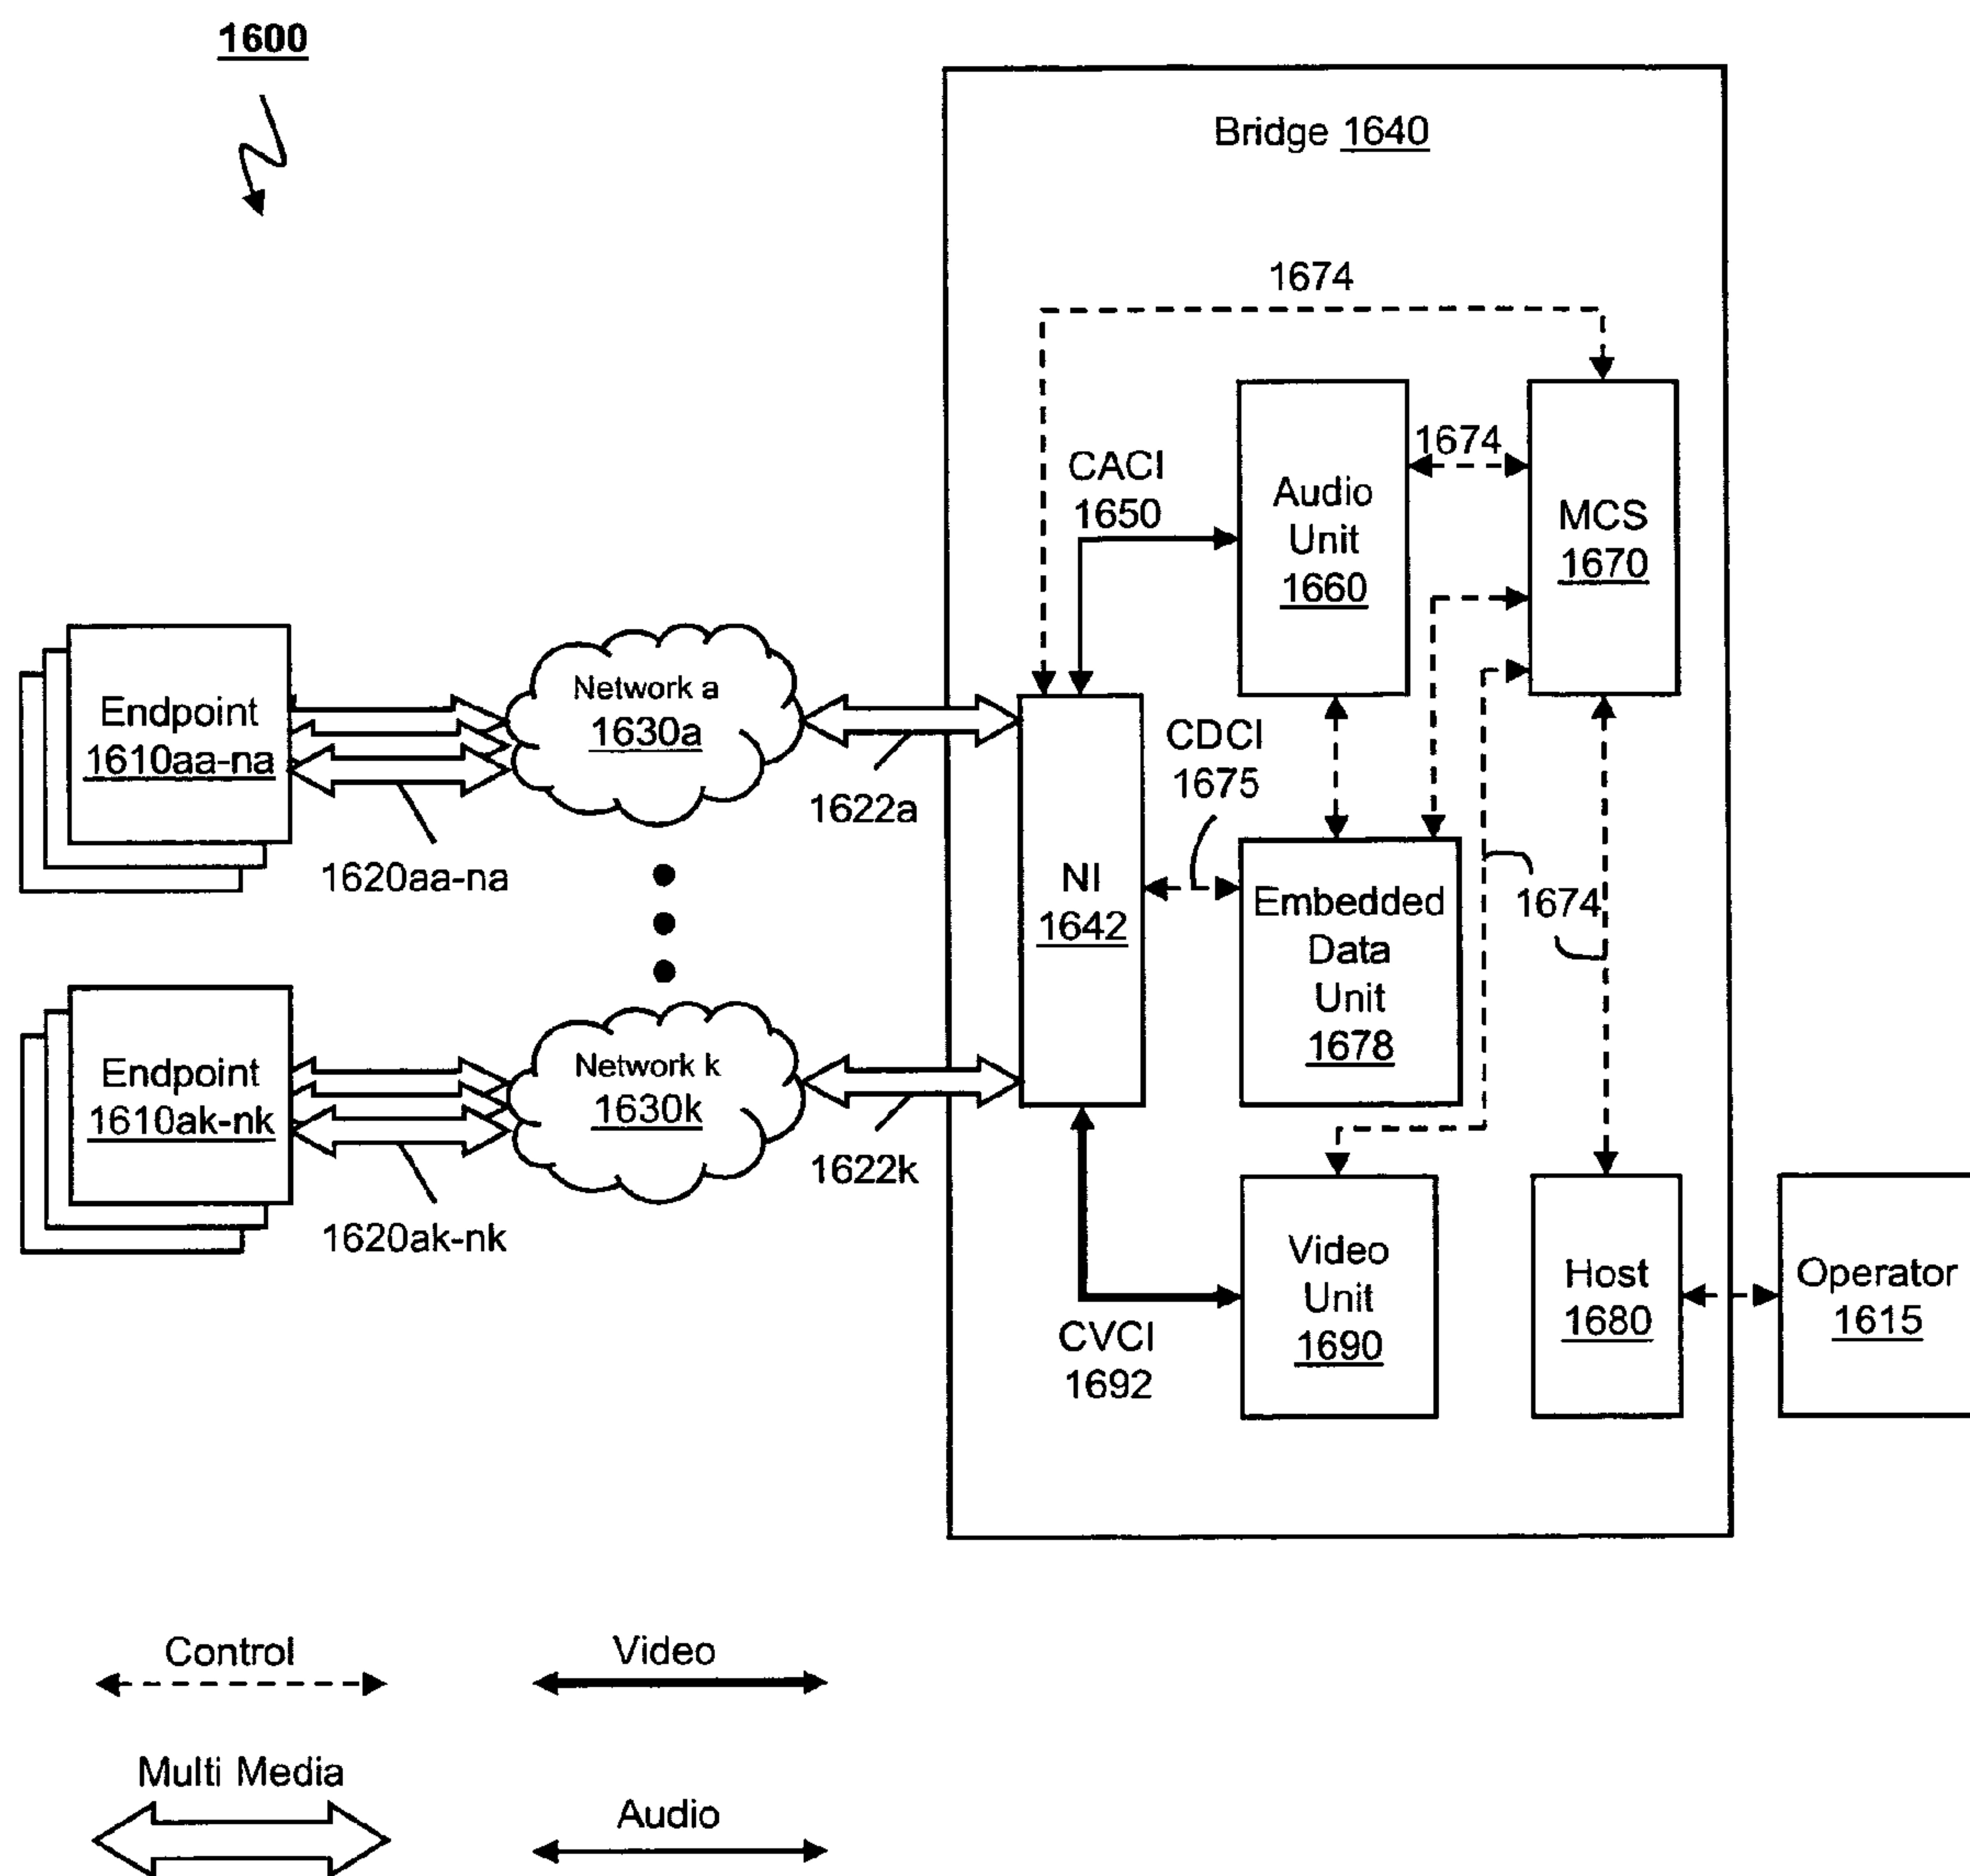 1600
Bridge 1640
1674
1674
CACI
1650
Audio
Unit
1660
MCS
1670
Endpoint
1610aa-na
Network a
1630a
CDCI
1675
1622a
1620aa-na
NI
1642
Embedded
Data
Unit
1678
1674
Endpoint
1610ak-nk
Network k
1630k
1622k
1620ak-nk
Video
Unit
1690
Host
1680
Operator
1615
CVCI
1692
Control
Video
Multi Media
Audio